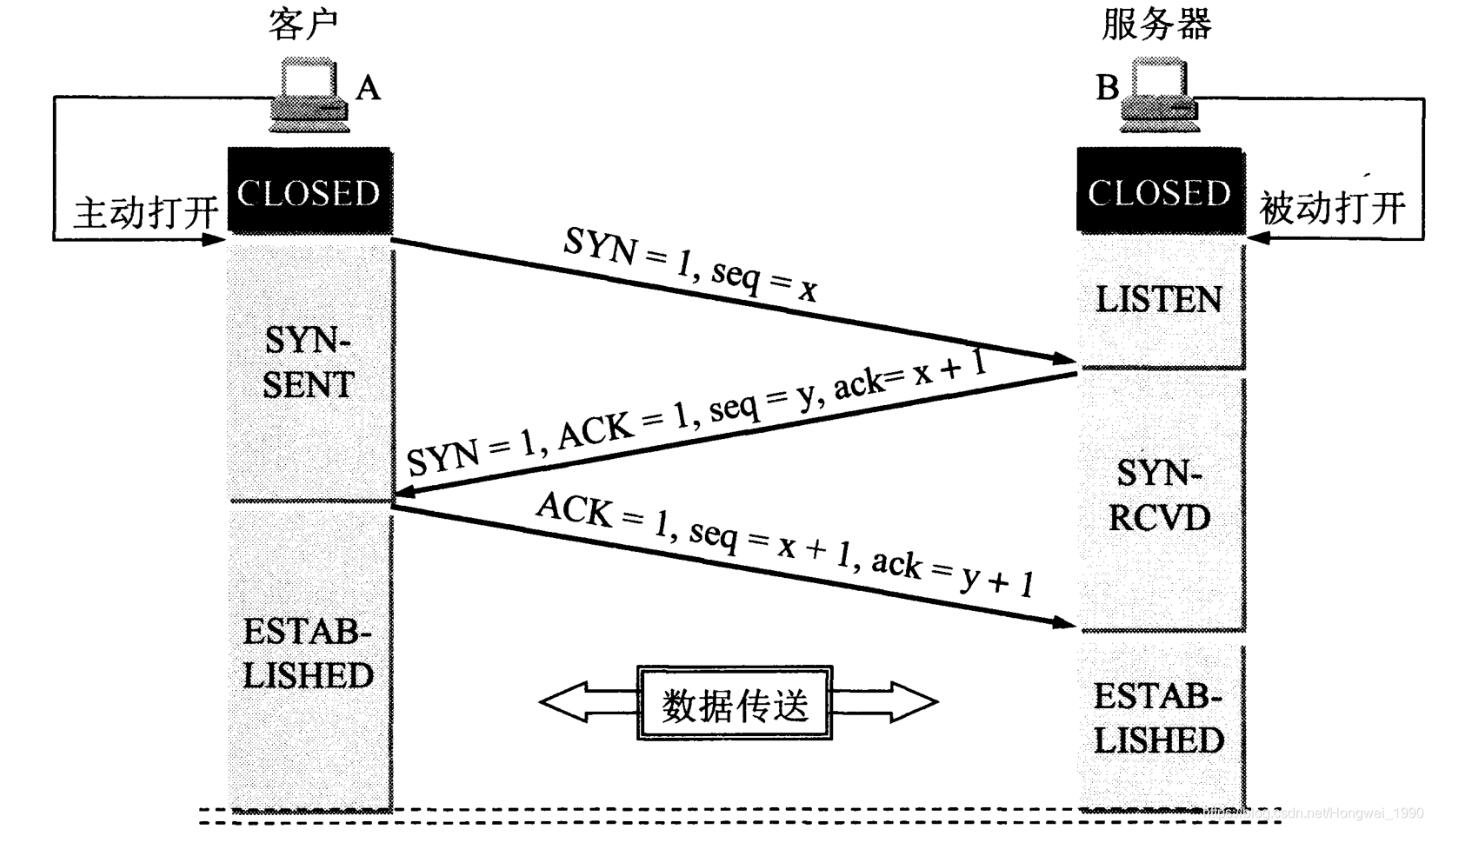 客户
服务器
A
B
CLOSED
CLOSED
主动打开
被动打开
SYN = 1, seq = x
LISTEN
SYN-
SENT
SYN = 1, ACK = 1, seq = y, ack= x + 1
SYN-
RCVD
ACK = 1, seq = x + 1, ack = y + 1
ESTAB-
LISHED
数据传送
ESTAB-
LISHED
https://blog.csdn.net/Hongwei_1990